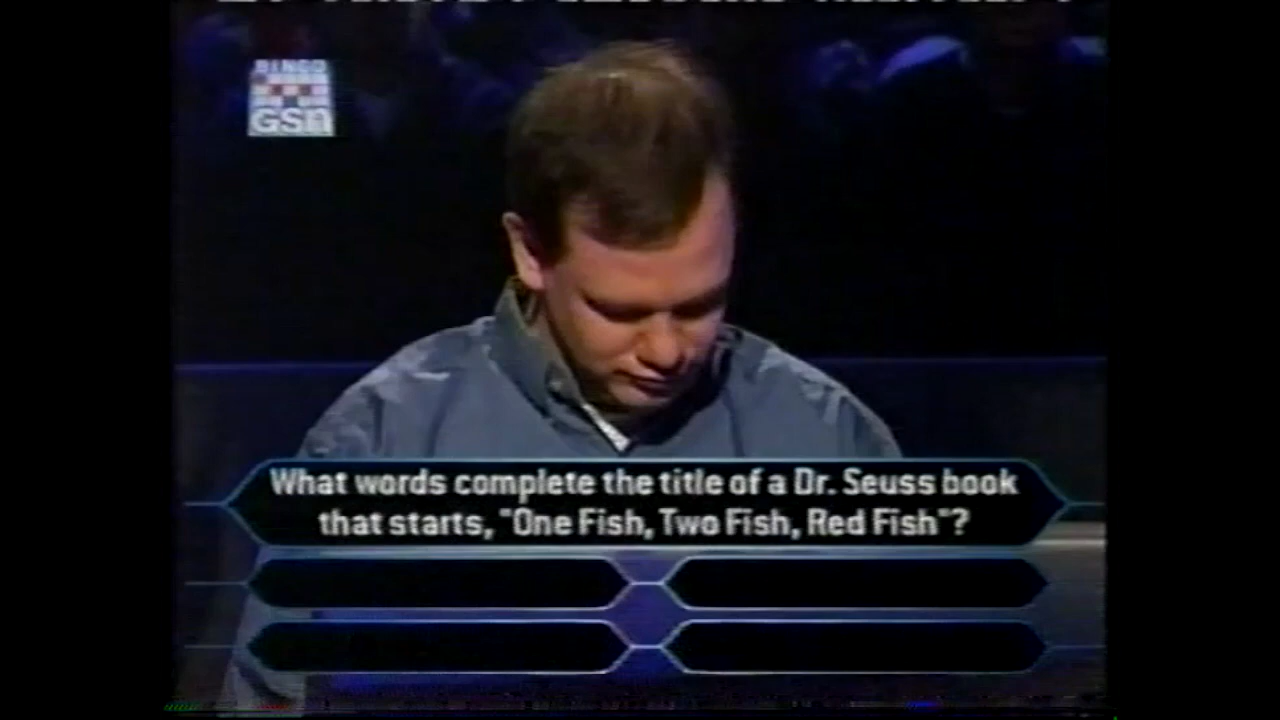 BINGO
GSN
What words complete the title of a Dr. Seuss book
that starts, "One Fish, Two Fish, Red Fish"?